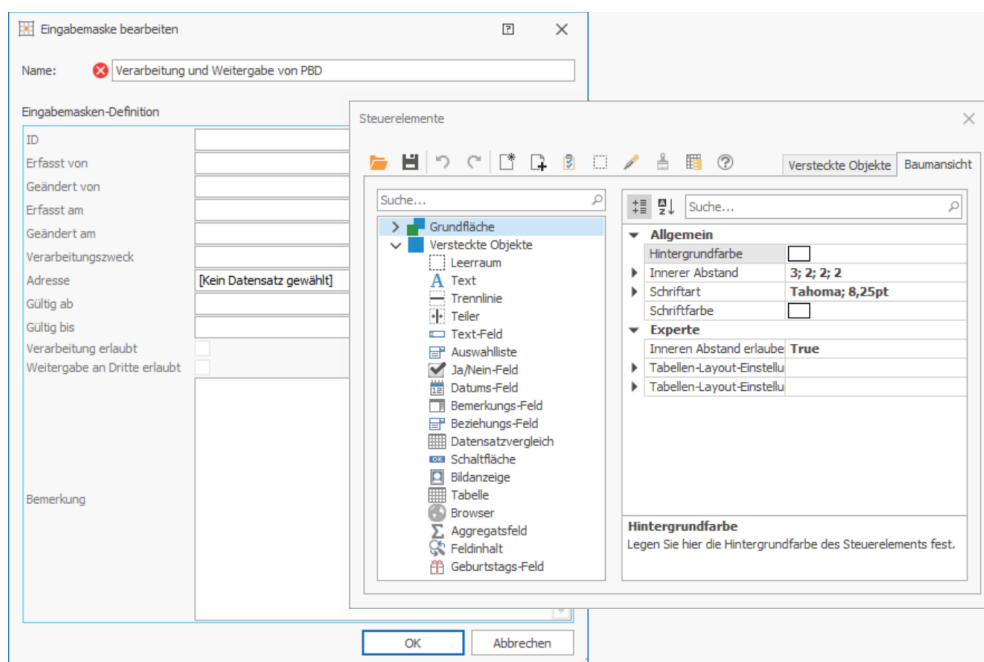 Eingabemaske bearbeiten
Name:
Verarbeitung und Weitergabe von PBD
Eingabemasken-Definition
ID
Erfasst von
Geändert von
Erfasst am
Geändert am
Verarbeitungszweck
Adresse
[Kein Datensatz gewählt]
Gültig ab
Gültig bis
Verarbeitung erlaubt
Weitergabe an Dritte erlaubt
Bemerkung
OK
Abbrechen
Steuerelemente
Versteckte Objekte
Baumansicht
Suche...
Grundfläche
Versteckte Objekte
Leerraum
Text
Trennlinie
Teiler
Text-Feld
Auswahlliste
Ja/Nein-Feld
Datums-Feld
Bemerkungs-Feld
Beziehungs-Feld
Datensatzvergleich
Schaltfläche
Bildanzeige
Tabelle
Browser
Aggregatsfeld
Feldinhalt
Geburtstags-Feld
Suche...
Allgemein
Hintergrundfarbe
Innerer Abstand 3; 2; 2; 2
Schriftart Tahoma; 8,25pt
Schriftfarbe
Experte
Inneren Abstand erlaube True
Tabellen-Layout-Einstellu
Tabellen-Layout-Einstellu
Hintergrundfarbe
Legen Sie hier die Hintergrundfarbe des Steuerelements fest.